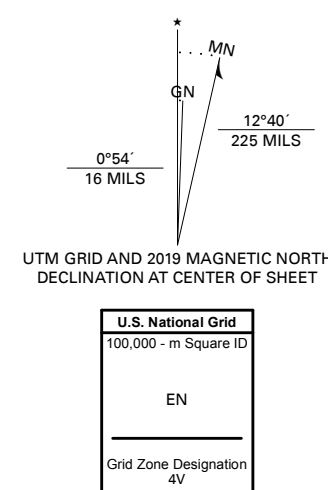 ★
MN
GN
12°40´
225 MILS
0°54´
16 MILS
UTM GRID AND 2019 MAGNETIC NORTH
DECLINATION AT CENTER OF SHEET
U.S. National Grid
100,000 - m Square ID
EN
Grid Zone Designation
4V